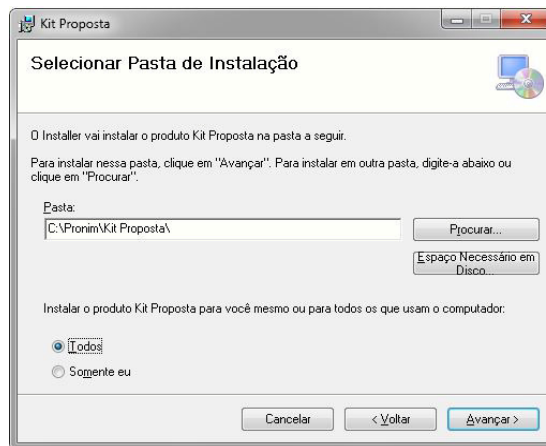 Kit Proposta
Selecionar Pasta de Instalação
O Installer vai instalar o produto Kit Proposta na pasta a seguir.
Para instalar nessa pasta, clique em "Avançar". Para instalar em outra pasta, digite-a abaixo ou
clique em "Procurar".
Pasta:
C:\Pronim\Kit Proposta\
Procurar...
Espaço Necessário em
Disco...
Instalar o produto Kit Proposta para você mesmo ou para todos os que usam o computador:
Todos
Somente eu
Cancelar
< Voltar
Avançar >